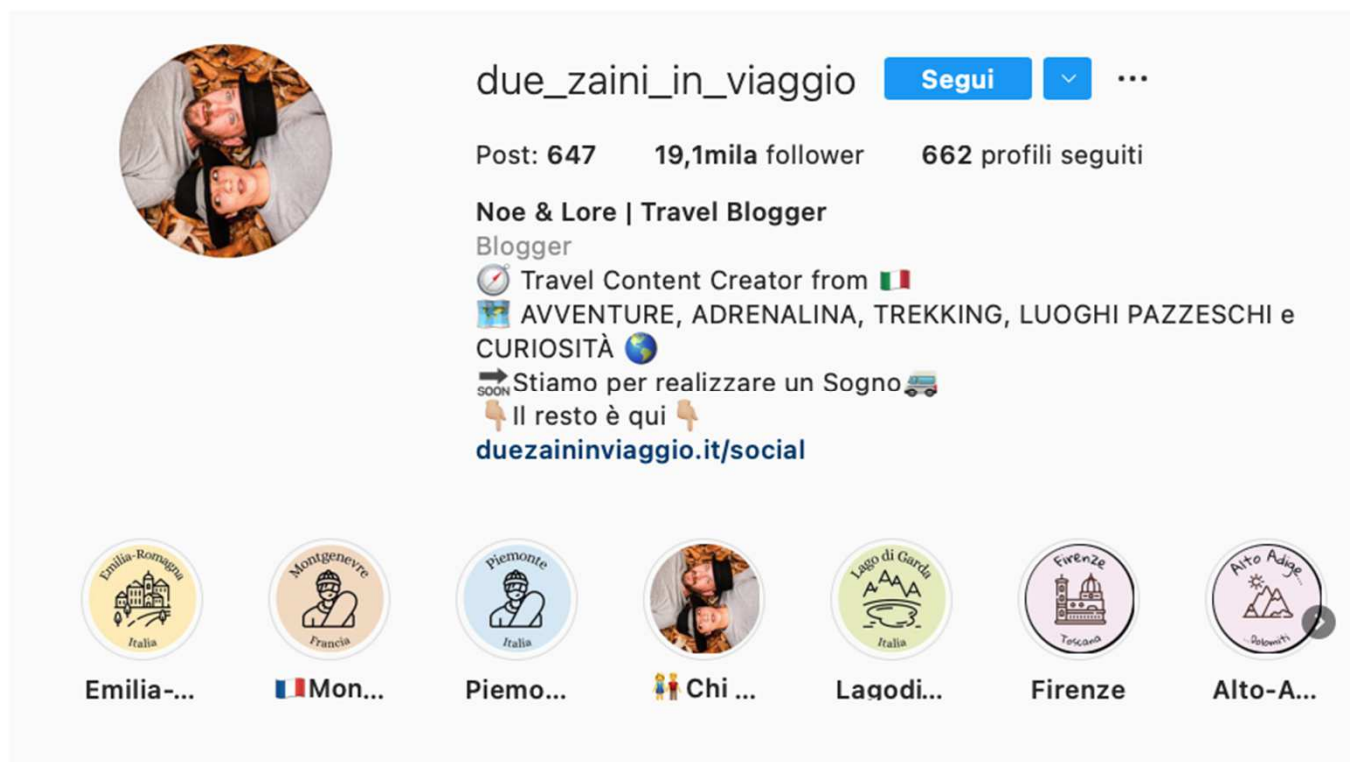 due_zaini_in_viaggio Segui
Post: 647 19,1mila follower 662 profili seguiti
Noe & Lore | Travel Blogger
Blogger
🧭 Travel Content Creator from 🇮🇹
🗺️ AVVENTURE, ADRENALINA, TREKKING, LUOGHI PAZZESCHI e
CURIOSITÀ 🌎
🔜Stiamo per realizzare un Sogno🚐
👇🏼Il resto è qui 👇🏼
duezaininviaggio.it/social
Emilia-Romagna
Italia
Montgenevre
Francia
Piemonte
Italia
Lago di Garda
Italia
Firenze
Toscana
Alto Adige...
...Dolomiti
Emilia-... 🇫🇷Mon... Piemo... 👫Chi ... Lagodi... Firenze Alto-A...